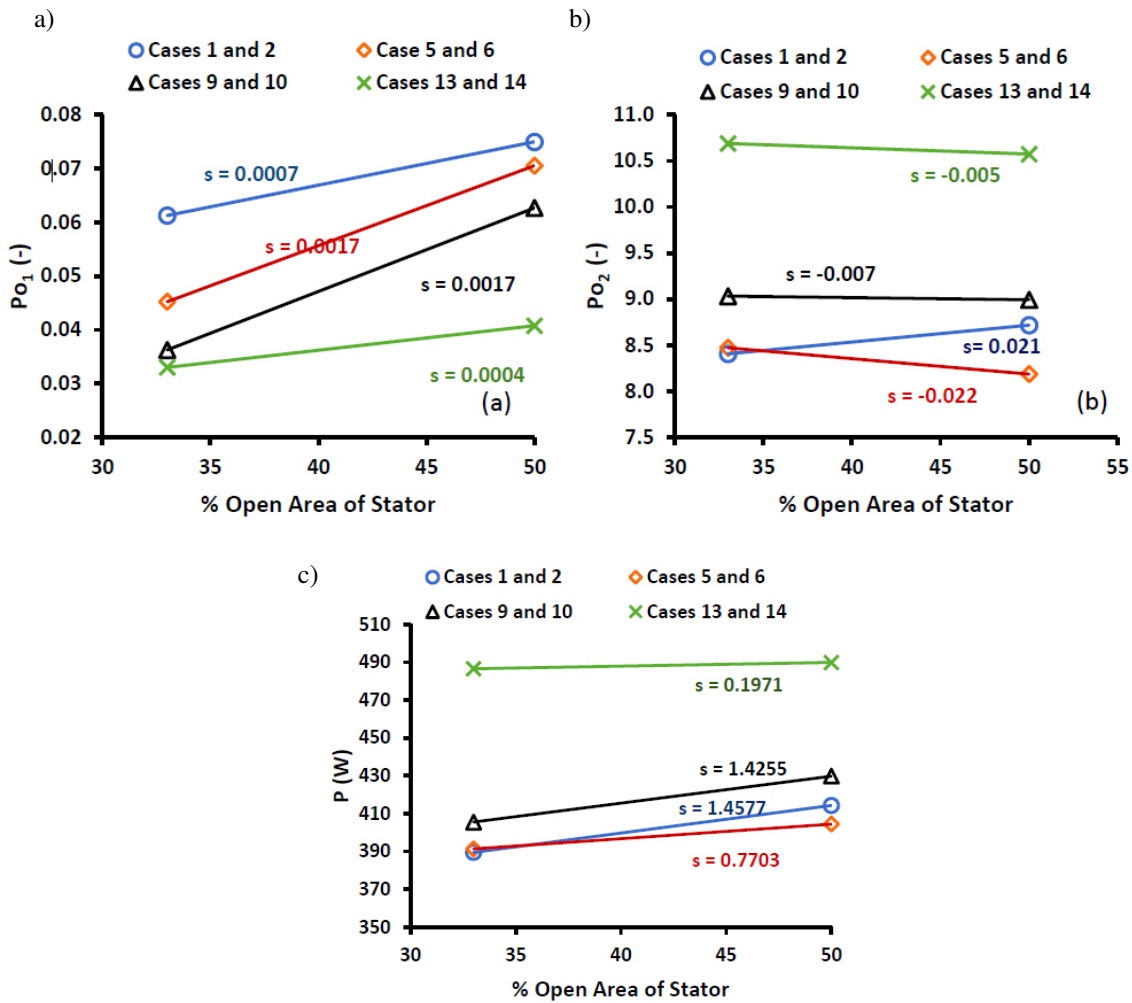 a)
Cases 1 and 2 Case 5 and 6
Cases 9 and 10 Cases 13 and 14
0.08
0.07
0.06
0.05
0.04
0.03
0.02
Po1 (-)
s = 0.0007
s = 0.0017
s = 0.0017
s = 0.0004
(a)
30 35 40 45 50
% Open Area of Stator
b)
Cases 1 and 2 Case 5 and 6
Cases 9 and 10 Cases 13 and 14
11.0
10.5
10.0
9.5
9.0
8.5
8.0
7.5
Po2 (-)
s = -0.005
s = -0.007
s= 0.021
s = -0.022
(b)
30 35 40 45 50 55
% Open Area of Stator
c)
Cases 1 and 2 Cases 5 and 6
Cases 9 and 10 Cases 13 and 14
510
490
470
450
430
410
390
370
350
P (W)
s = 0.1971
s = 1.4255
s = 1.4577
s = 0.7703
30 35 40 45 50
% Open Area of Stator